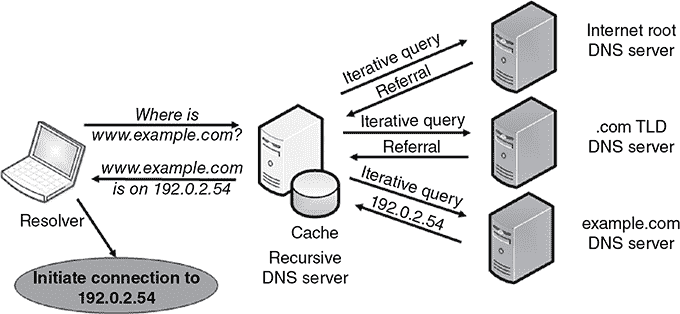 Where is
www.example.com?
www.example.com
is on 192.0.2.54
Resolver
Initiate connection to
192.0.2.54
Cache
Recursive
DNS server
Iterative query
Referral
Iterative query
Referral
Iterative query
192.0.2.54
Internet root
DNS server
.com TLD
DNS server
example.com
DNS server